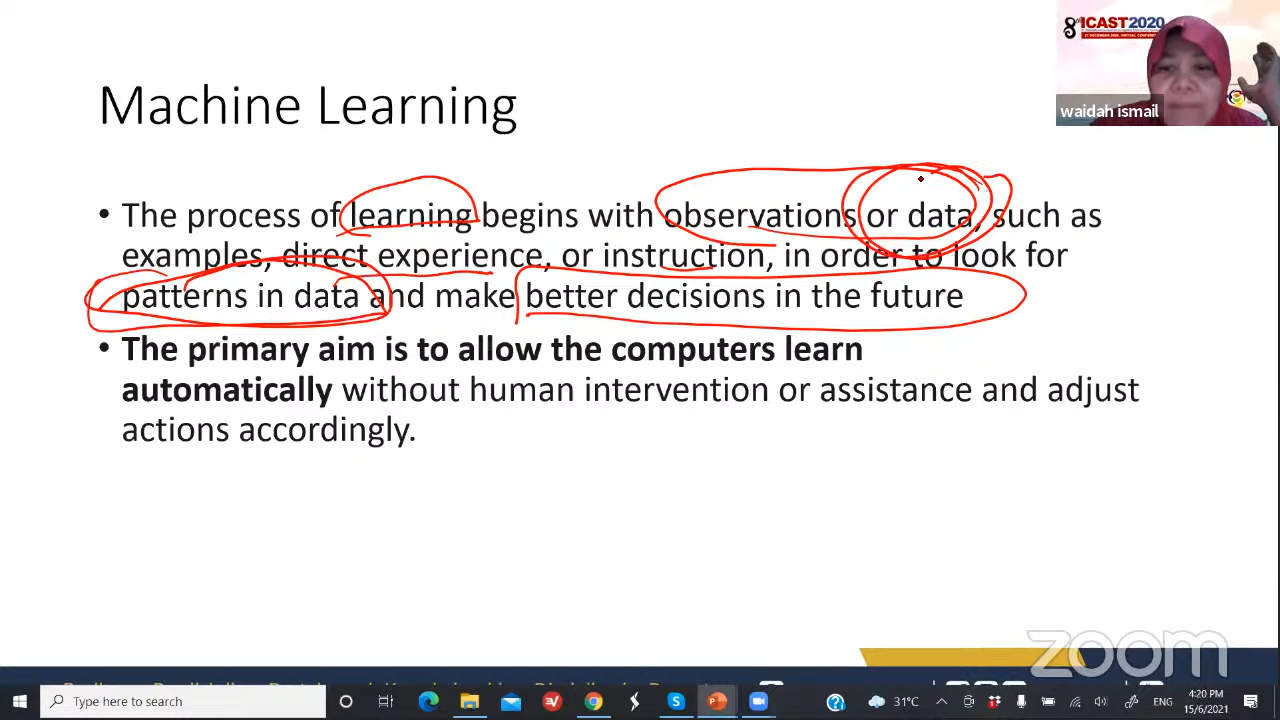 8th ICAST2020
waidah ismail
Machine Learning
• The process of learning begins with observations or data, such as
examples, direct experience, or instruction, in order to look for
patterns in data and make better decisions in the future
• The primary aim is to allow the computers learn
automatically without human intervention or assistance and adjust
actions accordingly.
zoom
Type here to search
31°C
ENG
4:20 PM
15/6/2021